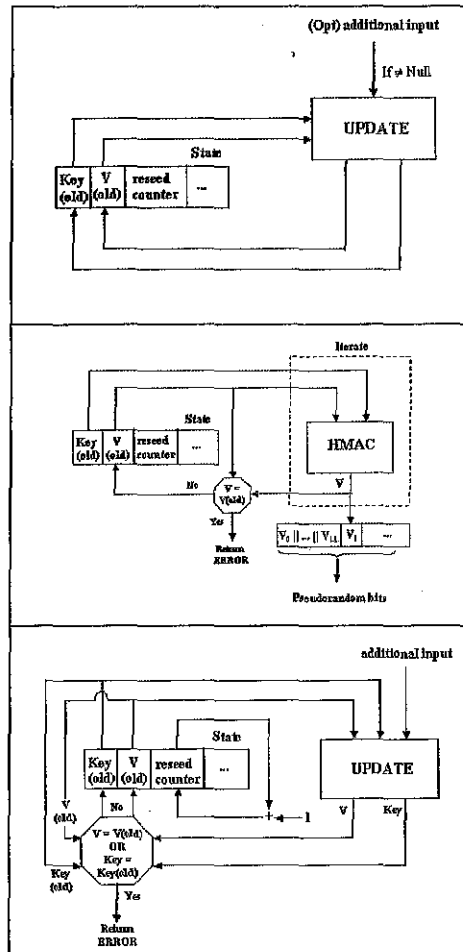 (Opt) additional input
If ≠ Null
UPDATE
State
Key (old)
V (old)
reseed counter
...
Iterate
State
Key (old)
V (old)
reseed counter
...
HMAC
V
No
V = V(old)
Yes
Return ERROR
V₀ || ... || Vᵢ₋₁
Vᵢ
...
Pseudorandom bits
additional input
State
Key (old)
V (old)
reseed counter
...
UPDATE
V
Key
No
+
1
V (old)
V = V(old)
OR
Key = Key(old)
Key (old)
Yes
Return ERROR